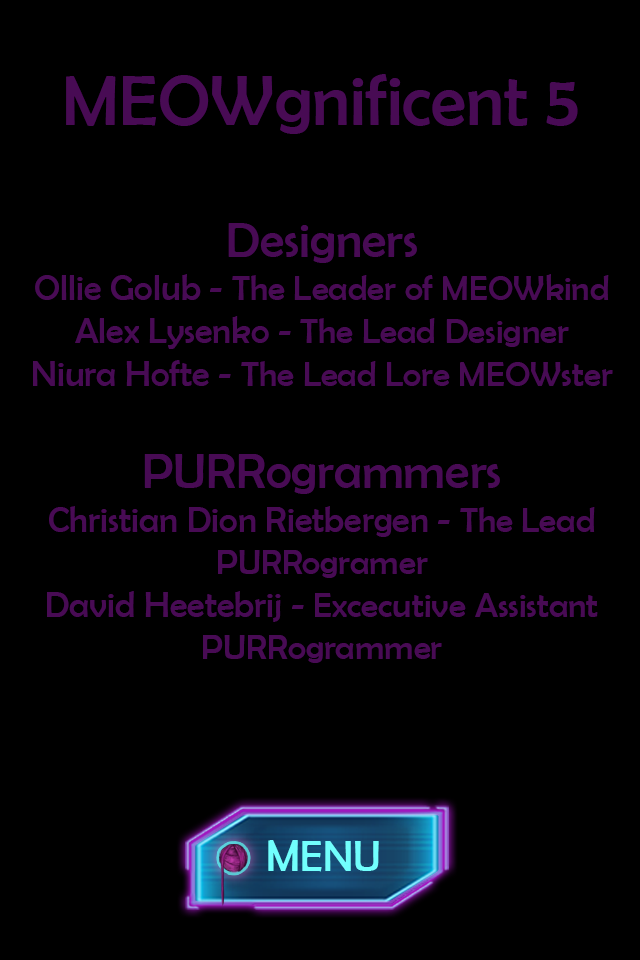 MEOWgnificent 5
Designers
Ollie Golub - The Leader of MEOWkind
Alex Lysenko - The Lead Designer
Niura Hofte - The Lead Lore MEOWster
PURRogrammers
Christian Dion Rietbergen - The Lead
PURRogramer
David Heetebrij - Excecutive Assistant
PURRogrammer
MENU